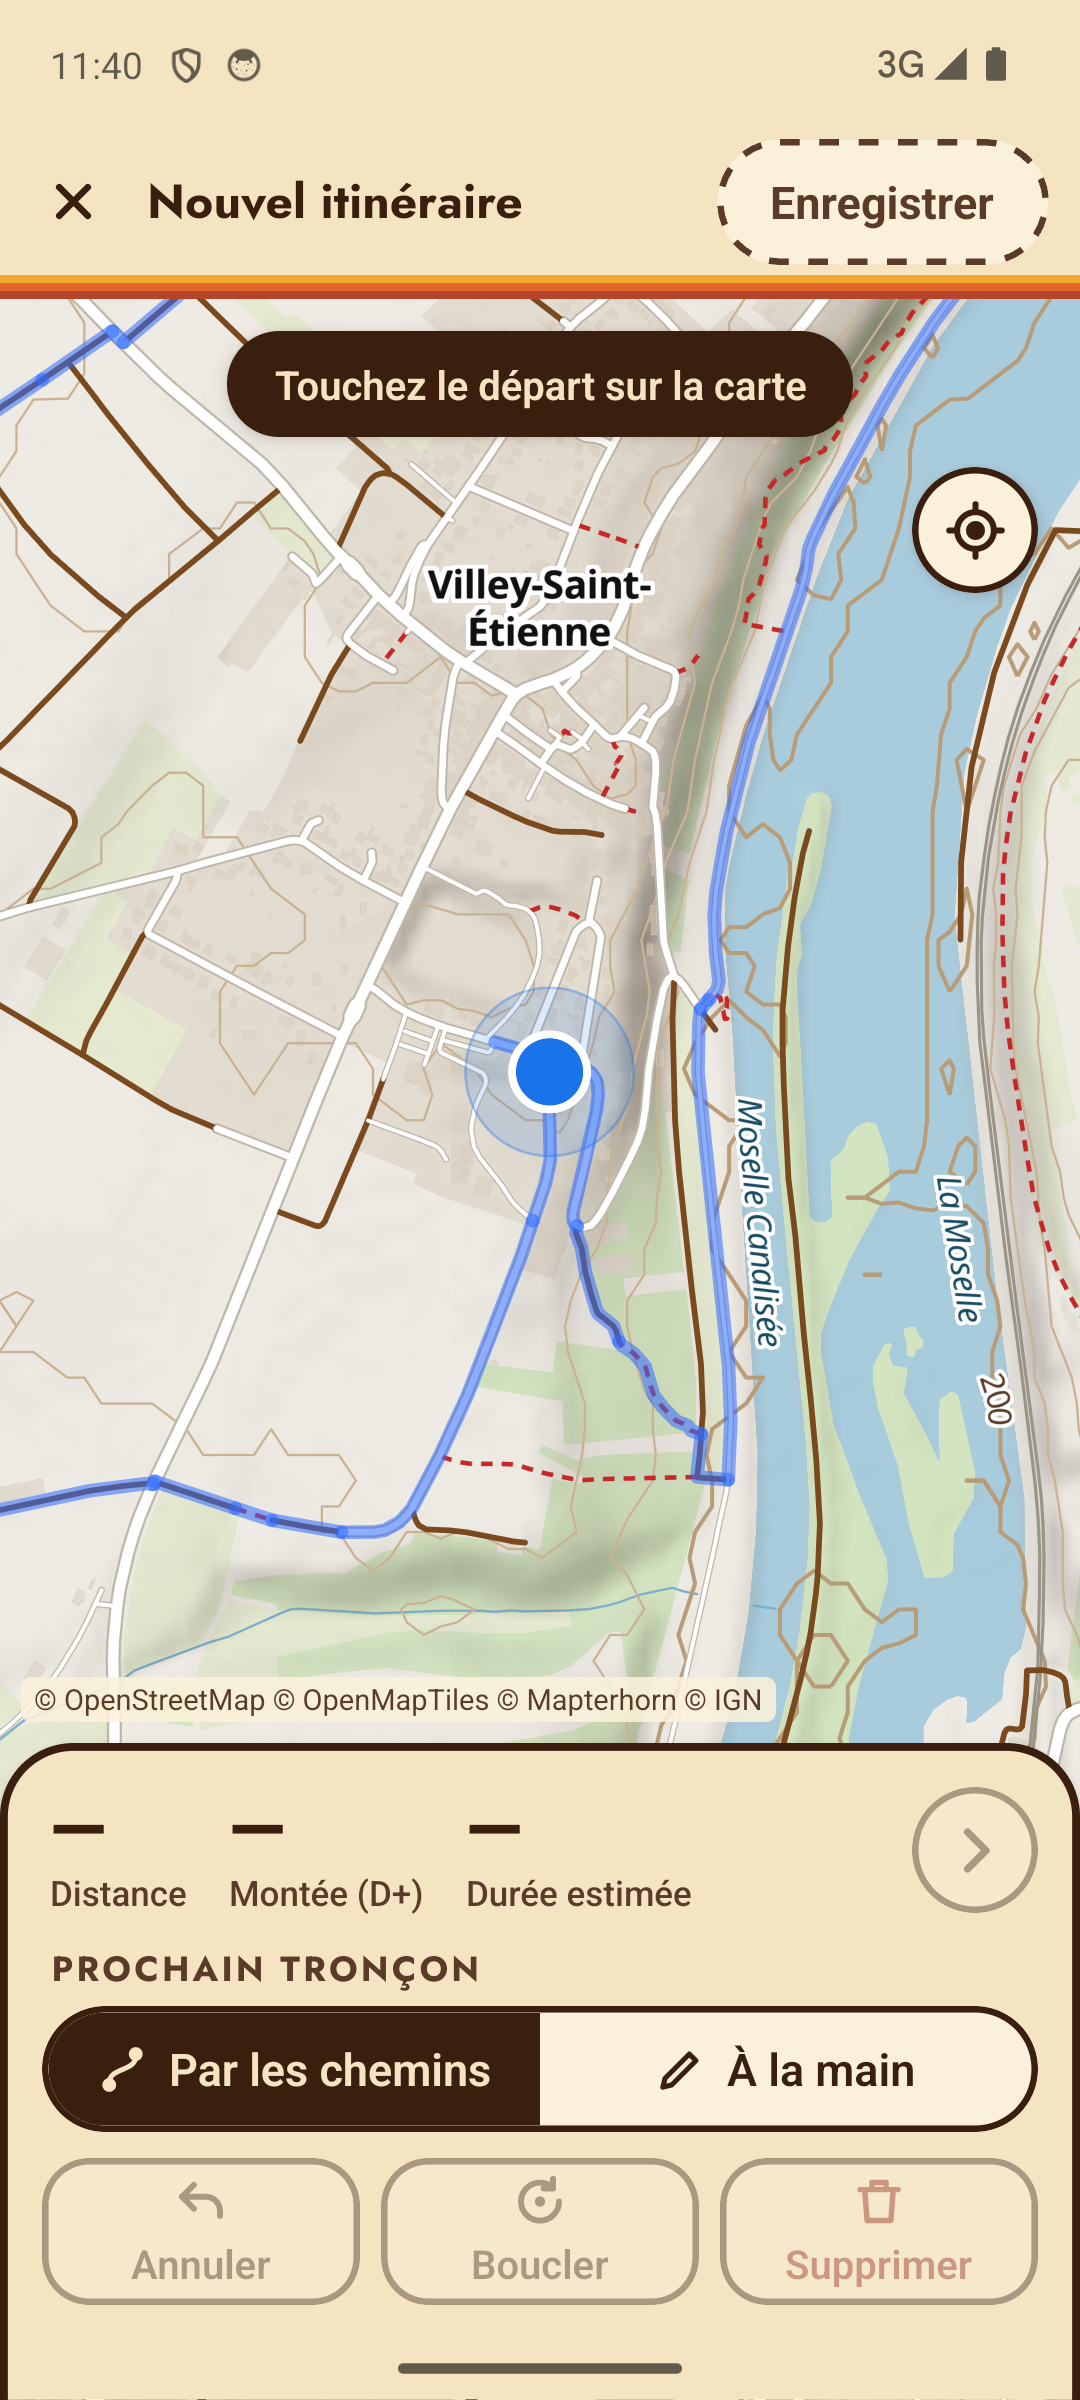 11:40
3G
Nouvel itinéraire
Enregistrer
Touchez le départ sur la carte
Villey-Saint-
Étienne
Moselle Canalisée
La Moselle
200
© OpenStreetMap © OpenMapTiles © Mapterhorn © IGN
Distance
Montée (D+)
Durée estimée
PROCHAIN TRONÇON
Par les chemins
À la main
Annuler
Boucler
Supprimer